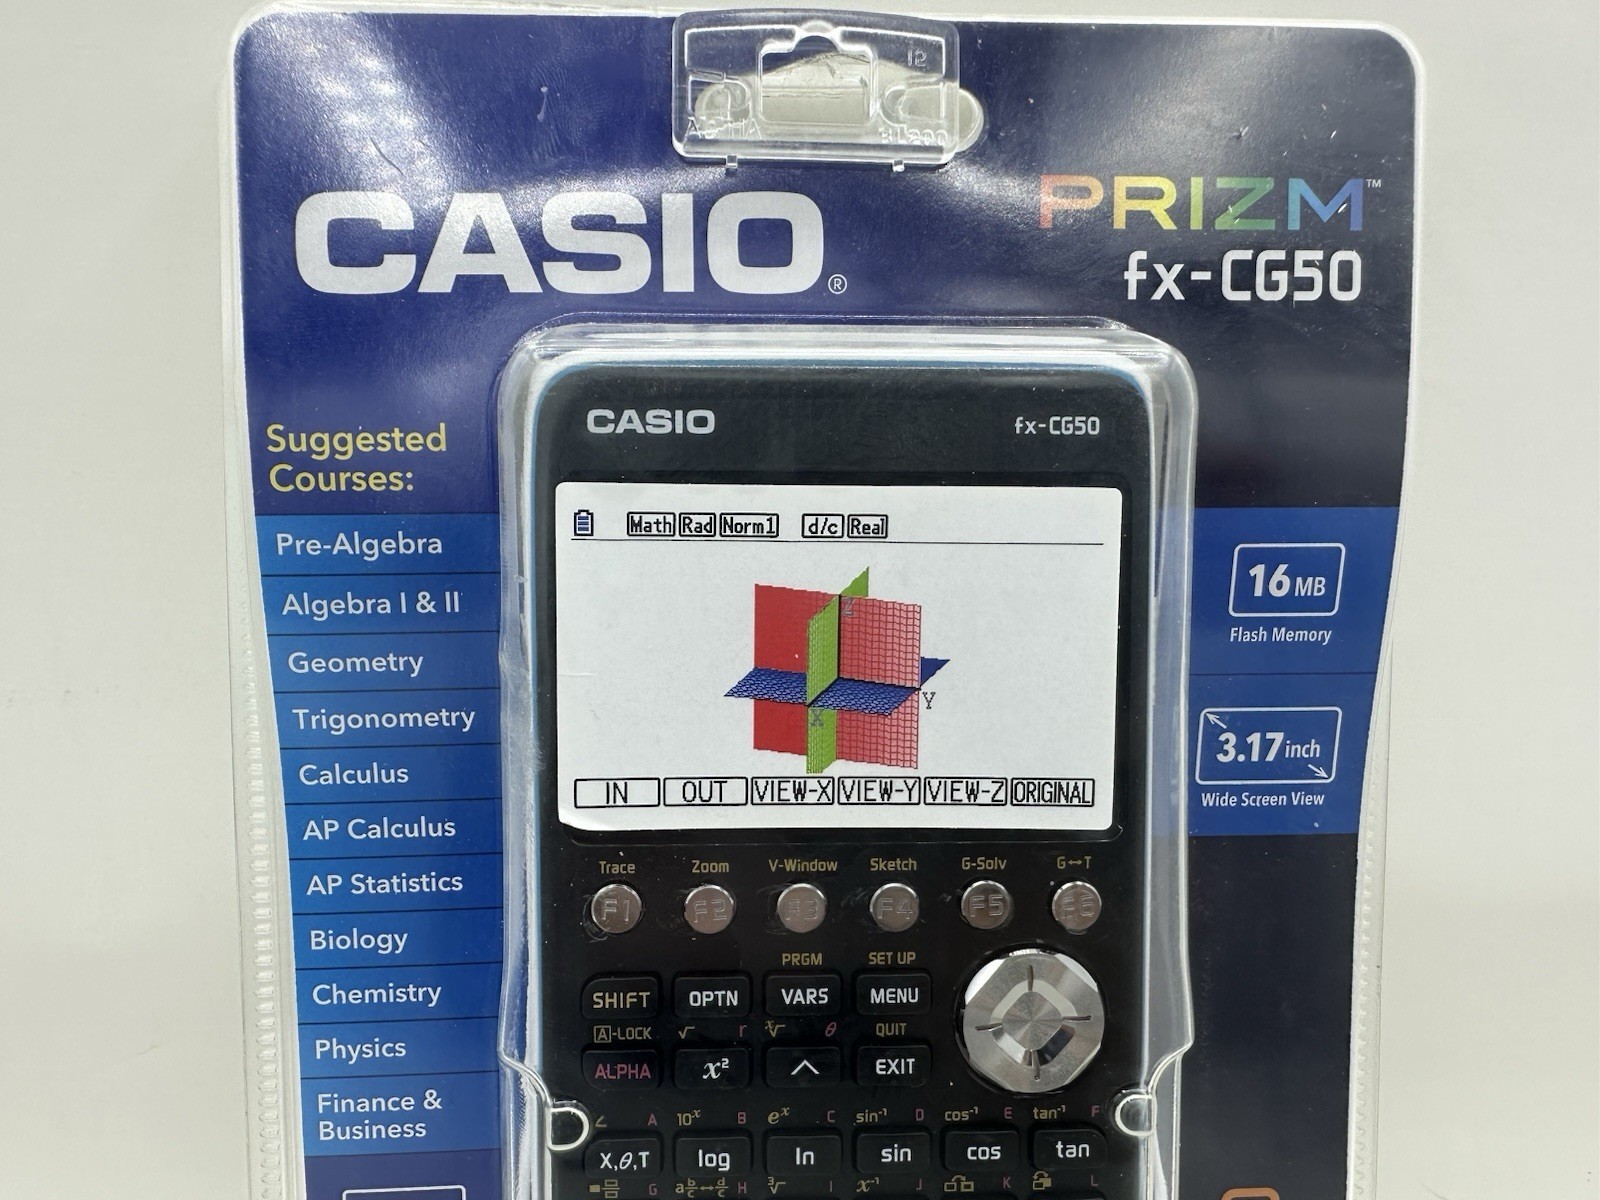 CASIO®
PRIZM™
fx-CG50
Suggested
Courses:
Pre-Algebra
Algebra I & II
Geometry
Trigonometry
Calculus
AP Calculus
AP Statistics
Biology
Chemistry
Physics
Finance &
Business
16 MB
Flash Memory
3.17 inch
Wide Screen View
CASIO fx-CG50
Math Rad Norm1 d/c Real
Z
Y
X
IN OUT VIEW-X VIEW-Y VIEW-Z ORIGINAL
Trace Zoom V-Window Sketch G-Solv G↔T
F1 F2 F3 F4 F5 F6
PRGM SET UP
SHIFT OPTN VARS MENU
A-LOCK √ r ˣ√ θ QUIT
ALPHA x² ^ EXIT
∠ A 10ˣ B eˣ C sin⁻¹ D cos⁻¹ E tan⁻¹ F
X,θ,T log ln sin cos tan
G a b/c↔d/c H ³√ I x⁻¹ J K L